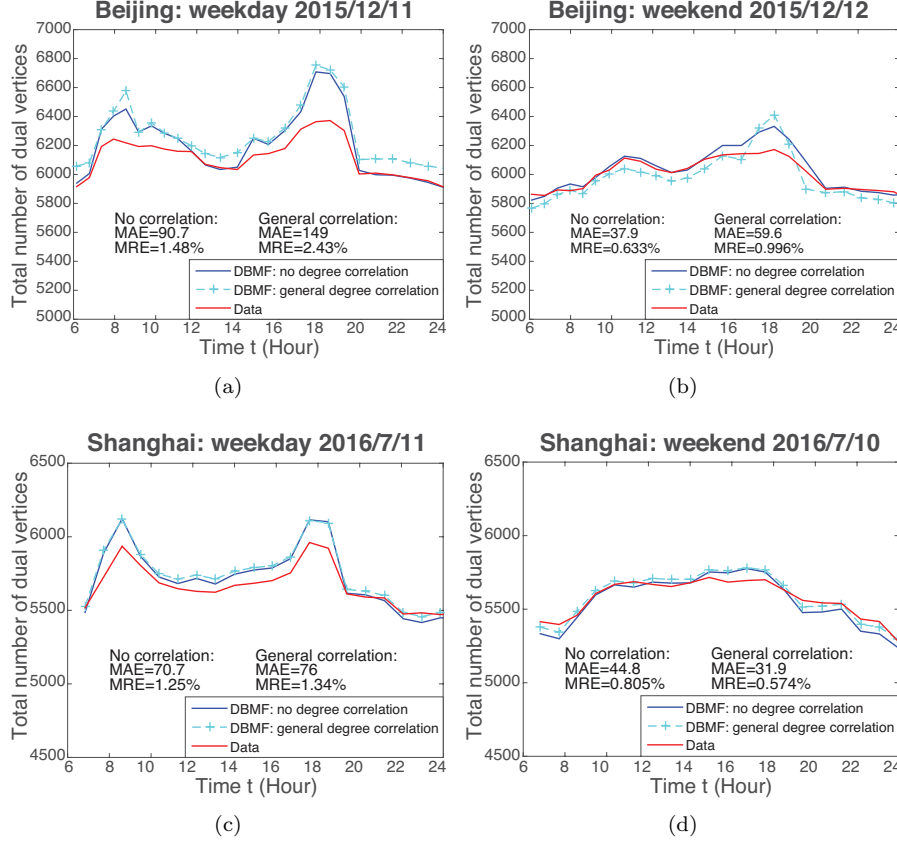 Beijing: weekday 2015/12/11
Total number of dual vertices
7000
6800
6600
6400
6200
6000
5800
5600
5400
5200
5000
No correlation:
MAE=90.7
MRE=1.48%
General correlation:
MAE=149
MRE=2.43%
DBMF: no degree correlation
DBMF: general degree correlation
Data
6 8 10 12 14 16 18 20 22 24
Time t (Hour)
(a)
Beijing: weekend 2015/12/12
Total number of dual vertices
7000
6800
6600
6400
6200
6000
5800
5600
5400
5200
5000
No correlation:
MAE=37.9
MRE=0.633%
General correlation:
MAE=59.6
MRE=0.996%
DBMF: no degree correlation
DBMF: general degree correlation
Data
6 8 10 12 14 16 18 20 22 24
Time t (Hour)
(b)
Shanghai: weekday 2016/7/11
Total number of dual vertices
6500
6000
5500
5000
4500
No correlation:
MAE=70.7
MRE=1.25%
General correlation:
MAE=76
MRE=1.34%
DBMF: no degree correlation
DBMF: general degree correlation
Data
6 8 10 12 14 16 18 20 22 24
Time t (Hour)
(c)
Shanghai: weekend 2016/7/10
Total number of dual vertices
6500
6000
5500
5000
4500
No correlation:
MAE=44.8
MRE=0.805%
General correlation:
MAE=31.9
MRE=0.574%
DBMF: no degree correlation
DBMF: general degree correlation
Data
6 8 10 12 14 16 18 20 22 24
Time t (Hour)
(d)